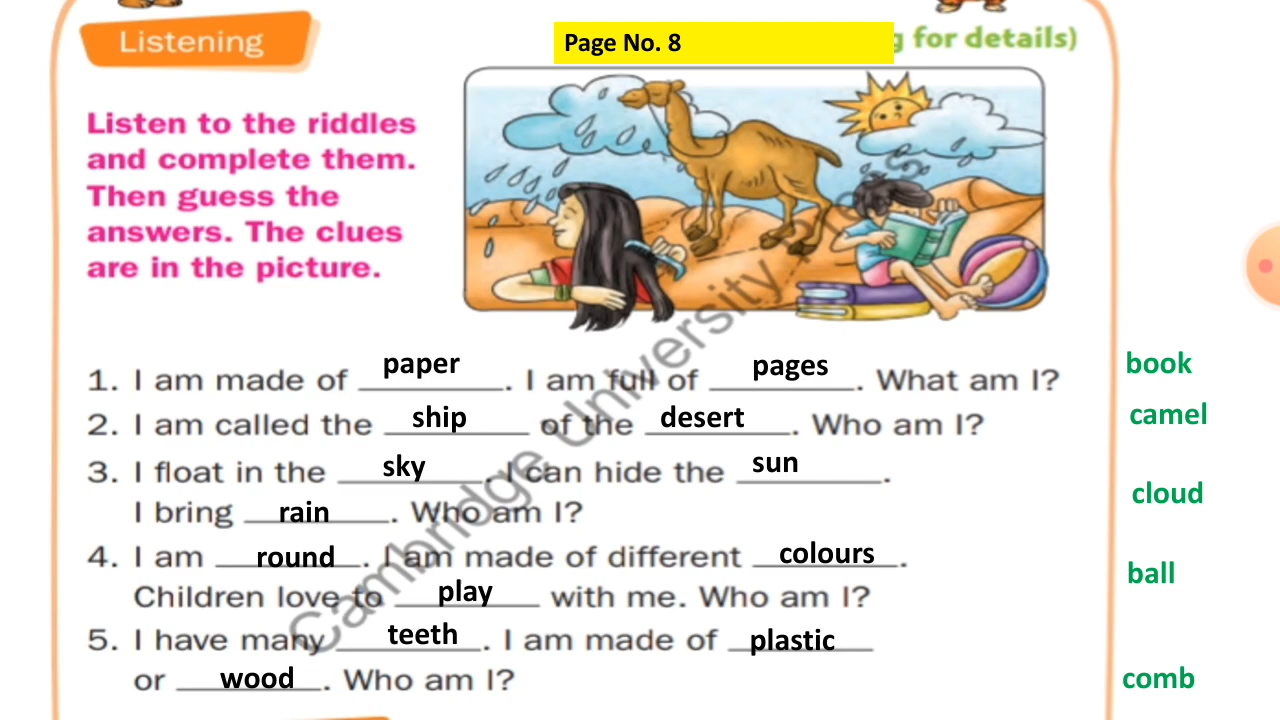 Listening
Page No. 8
g for details)
Listen to the riddles
and complete them.
Then guess the
answers. The clues
are in the picture.
1. I am made of paper. I am full of pages. What am I? book
2. I am called the ship of the desert. Who am I? camel
3. I float in the sky. I can hide the sun.
I bring rain. Who am I? cloud
4. I am round. I am made of different colours.
Children love to play with me. Who am I? ball
5. I have many teeth. I am made of plastic
or wood. Who am I? comb
Cambridge University Press